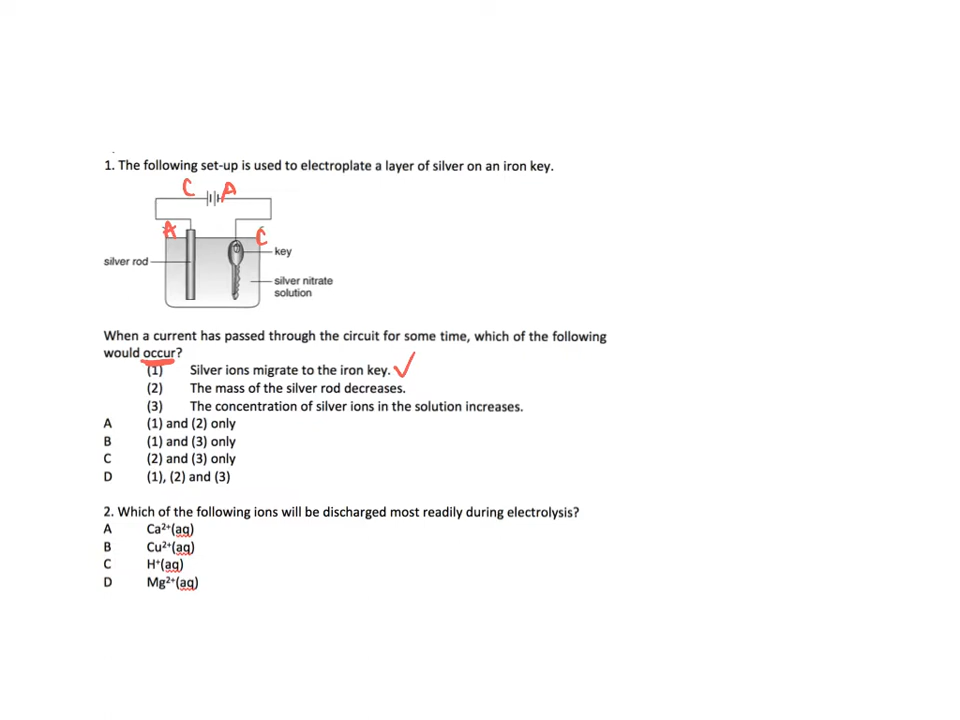 1. The following set-up is used to electroplate a layer of silver on an iron key.
C A
A C
key
silver rod
silver nitrate
solution
When a current has passed through the circuit for some time, which of the following
would occur?
(1) Silver ions migrate to the iron key. ✓
(2) The mass of the silver rod decreases.
(3) The concentration of silver ions in the solution increases.
A (1) and (2) only
B (1) and (3) only
C (2) and (3) only
D (1), (2) and (3)
2. Which of the following ions will be discharged most readily during electrolysis?
A Ca²⁺(aq)
B Cu²⁺(aq)
C H⁺(aq)
D Mg²⁺(aq)